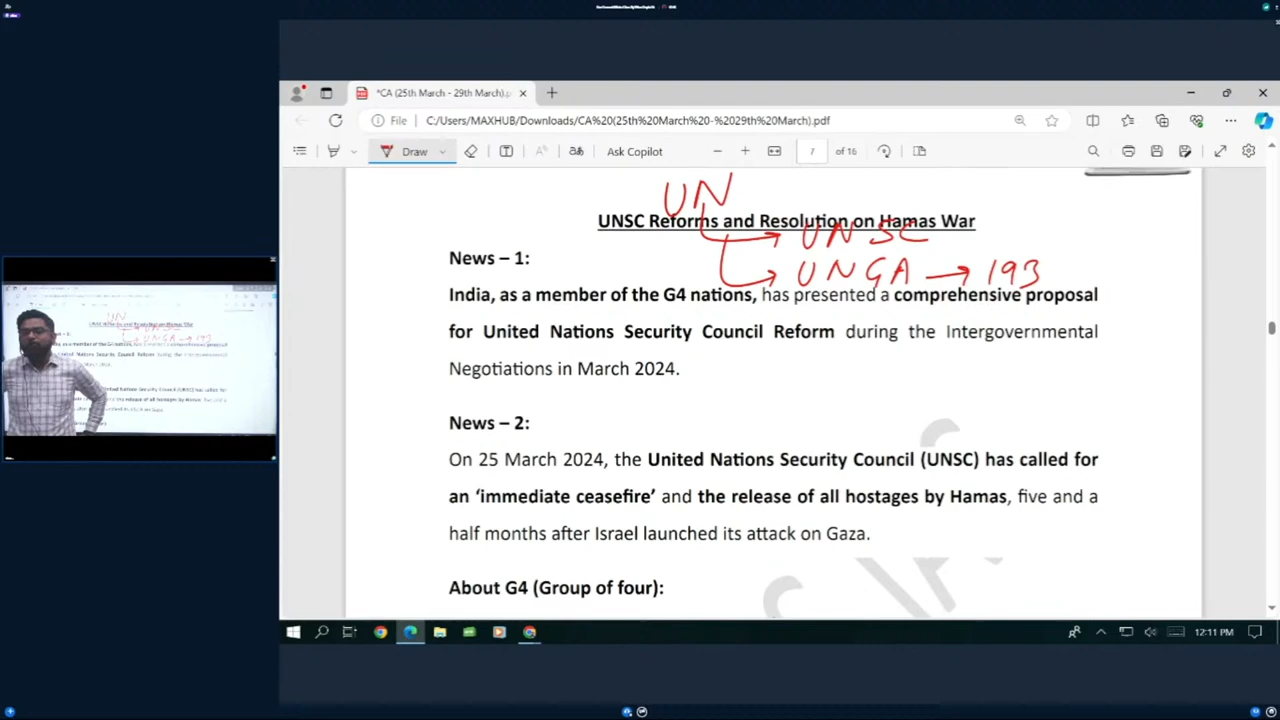 *CA (25th March - 29th March).p
File
C:/Users/MAXHUB/Downloads/CA%20(25th%20March%20-%2029th%20March).pdf
Draw
Ask Copilot
7 of 16
UN
UNSC Reforms and Resolution on Hamas War
UNSC
News – 1:
UNGA → 193
India, as a member of the G4 nations, has presented a comprehensive proposal
for United Nations Security Council Reform during the Intergovernmental
Negotiations in March 2024.
News – 2:
On 25 March 2024, the United Nations Security Council (UNSC) has called for
an ‘immediate ceasefire’ and the release of all hostages by Hamas, five and a
half months after Israel launched its attack on Gaza.
About G4 (Group of four):
12:11 PM